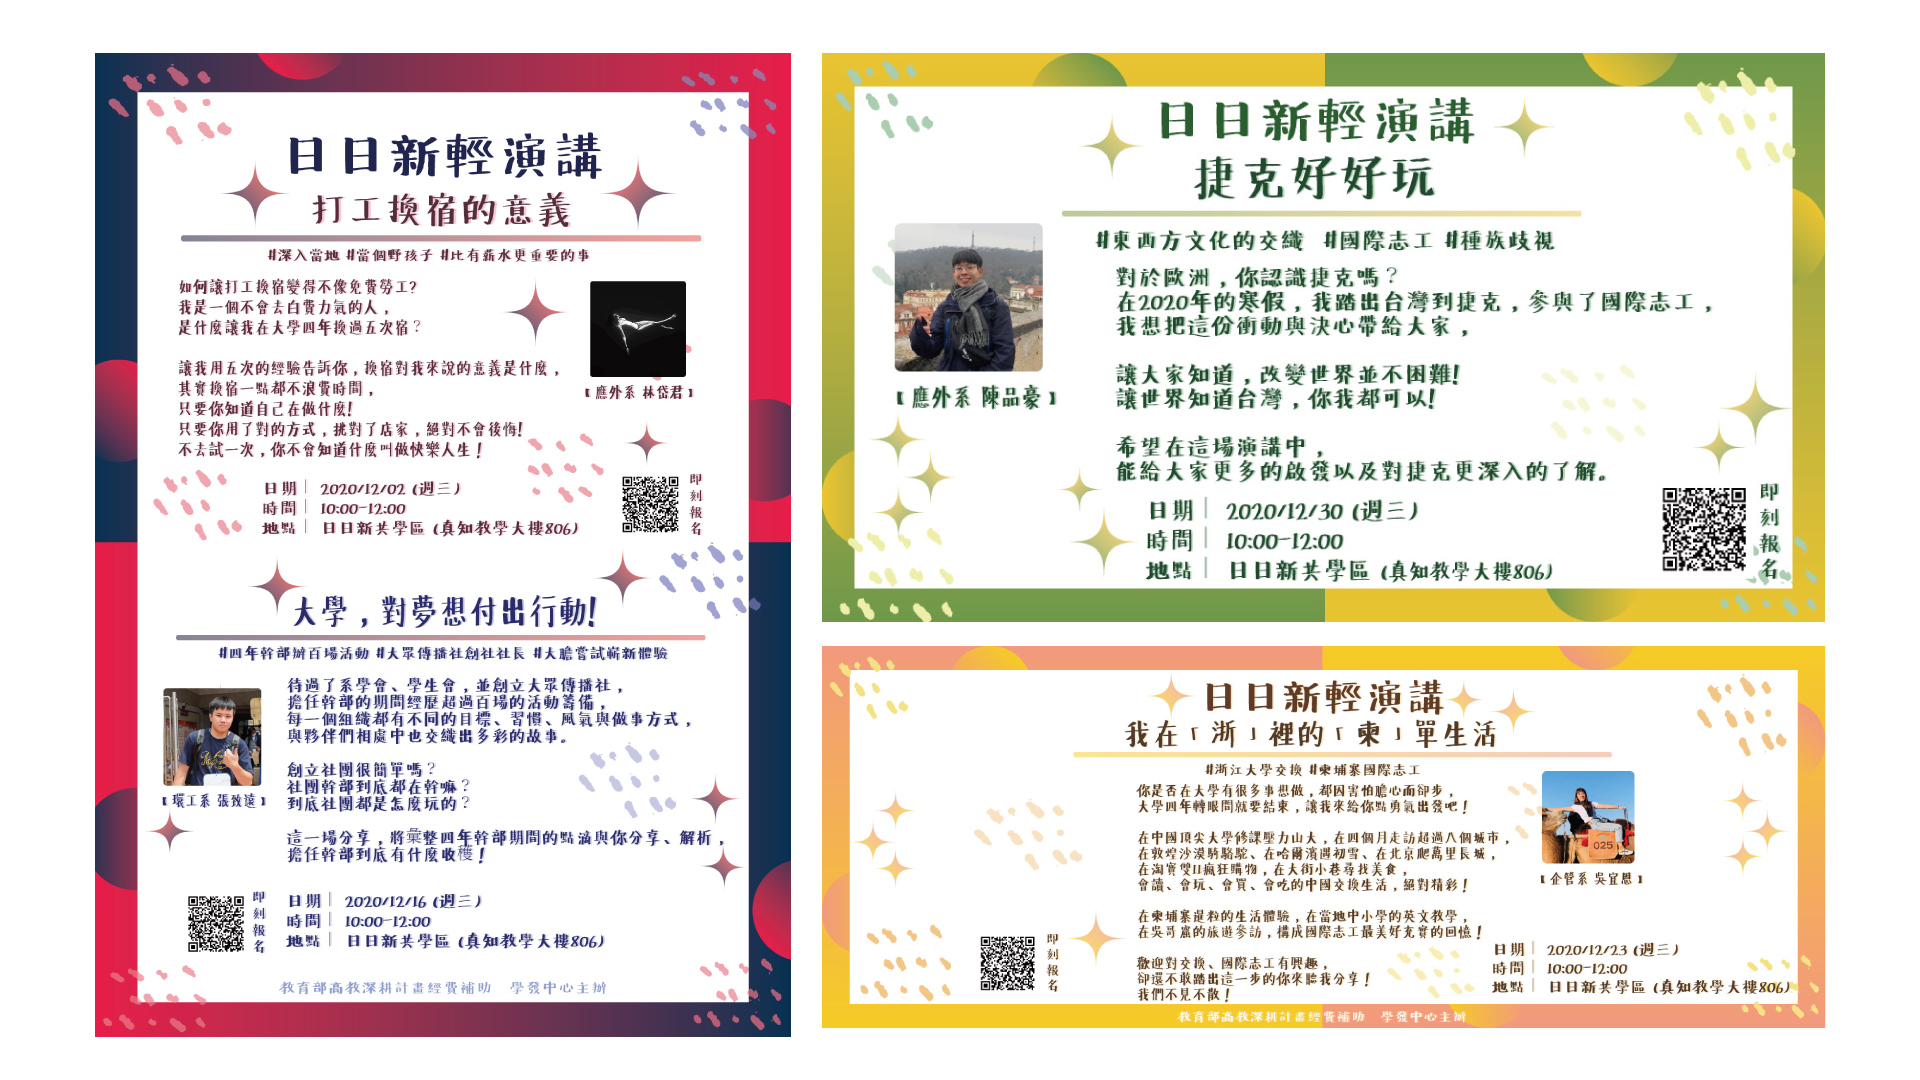 日日新輕演講
打工換宿的意義
#深入當地 #當個野孩子 #比有薪水更重要的事
如何讓打工換宿變得不像免費勞工?
我是一個不會去白費力氣的人，
是什麼讓我在大學四年換過五次宿？
讓我用五次的經驗告訴你，換宿對我來說的意義是什麼，
其實換宿一點都不浪費時間，
只要你知道自己在做什麼!
只要你用了對的方式，挑對了店家，絕對不會後悔!
不去試一次，你不會知道什麼叫做快樂人生！
【應外系 林岱君】
日期｜ 2020/12/02 (週三)
時間｜ 10:00-12:00
地點｜ 日日新共學區 (真知教學大樓806)
即刻報名
大學，對夢想付出行動!
#四年幹部辦百場活動 #大眾傳播社創社社長 #大膽嘗試嶄新體驗
待過了系學會、學生會，並創立大眾傳播社，
擔任幹部的期間經歷超過百場的活動籌備，
每一個組織都有不同的目標、習慣、風氣與做事方式，
與夥伴們相處中也交織出多彩的故事。
創立社團很簡單嗎？
社團幹部到底都在幹嘛？
到底社團都是怎麼玩的？
這一場分享，將彙整四年幹部期間的點滴與你分享、解析，
擔任幹部到底有什麼收穫！
【環工系 張致遠】
即刻報名
日期｜ 2020/12/16 (週三)
時間｜ 10:00-12:00
地點｜ 日日新共學區 (真知教學大樓806)
教育部高教深耕計畫經費補助 學發中心主辦
日日新輕演講
捷克好好玩
#東西方文化的交織 #國際志工 #種族歧視
對於歐洲，你認識捷克嗎？
在2020年的寒假，我踏出台灣到捷克，參與了國際志工，
我想把這份衝動與決心帶給大家，
讓大家知道，改變世界並不困難!
讓世界知道台灣，你我都可以!
希望在這場演講中，
能給大家更多的啟發以及對捷克更深入的了解。
【應外系 陳品豪】
日期｜ 2020/12/30 (週三)
時間｜ 10:00-12:00
地點｜ 日日新共學區 (真知教學大樓806)
即刻報名
日日新輕演講
我在「浙」裡的「柬」單生活
#浙江大學交換 #柬埔寨國際志工
你是否在大學有很多事想做，都因害怕膽心而卻步，
大學四年轉眼間就要結束，讓我來給你點勇氣出發吧！
在中國頂尖大學修課壓力山大，在四個月走訪超過八個城市，
在敦煌沙漠騎駱駝、在哈爾濱遇初雪、在北京爬萬里長城，
在淘寶雙11瘋狂購物，在大街小巷尋找美食，
會讀、會玩、會買、會吃的中國交換生活，絕對精彩！
在柬埔寨暹粒的生活體驗，在當地中小學的英文教學，
在吳哥窟的旅遊參訪，構成國際志工最美好充實的回憶！
歡迎對交換、國際志工有興趣，
卻還不敢踏出這一步的你來聽我分享！
我們不見不散！
025
【企管系 吳宜恩】
即刻報名
日期｜ 2020/12/23 (週三)
時間｜ 10:00-12:00
地點｜ 日日新共學區 (真知教學大樓806)
教育部高教深耕計畫經費補助 學發中心主辦